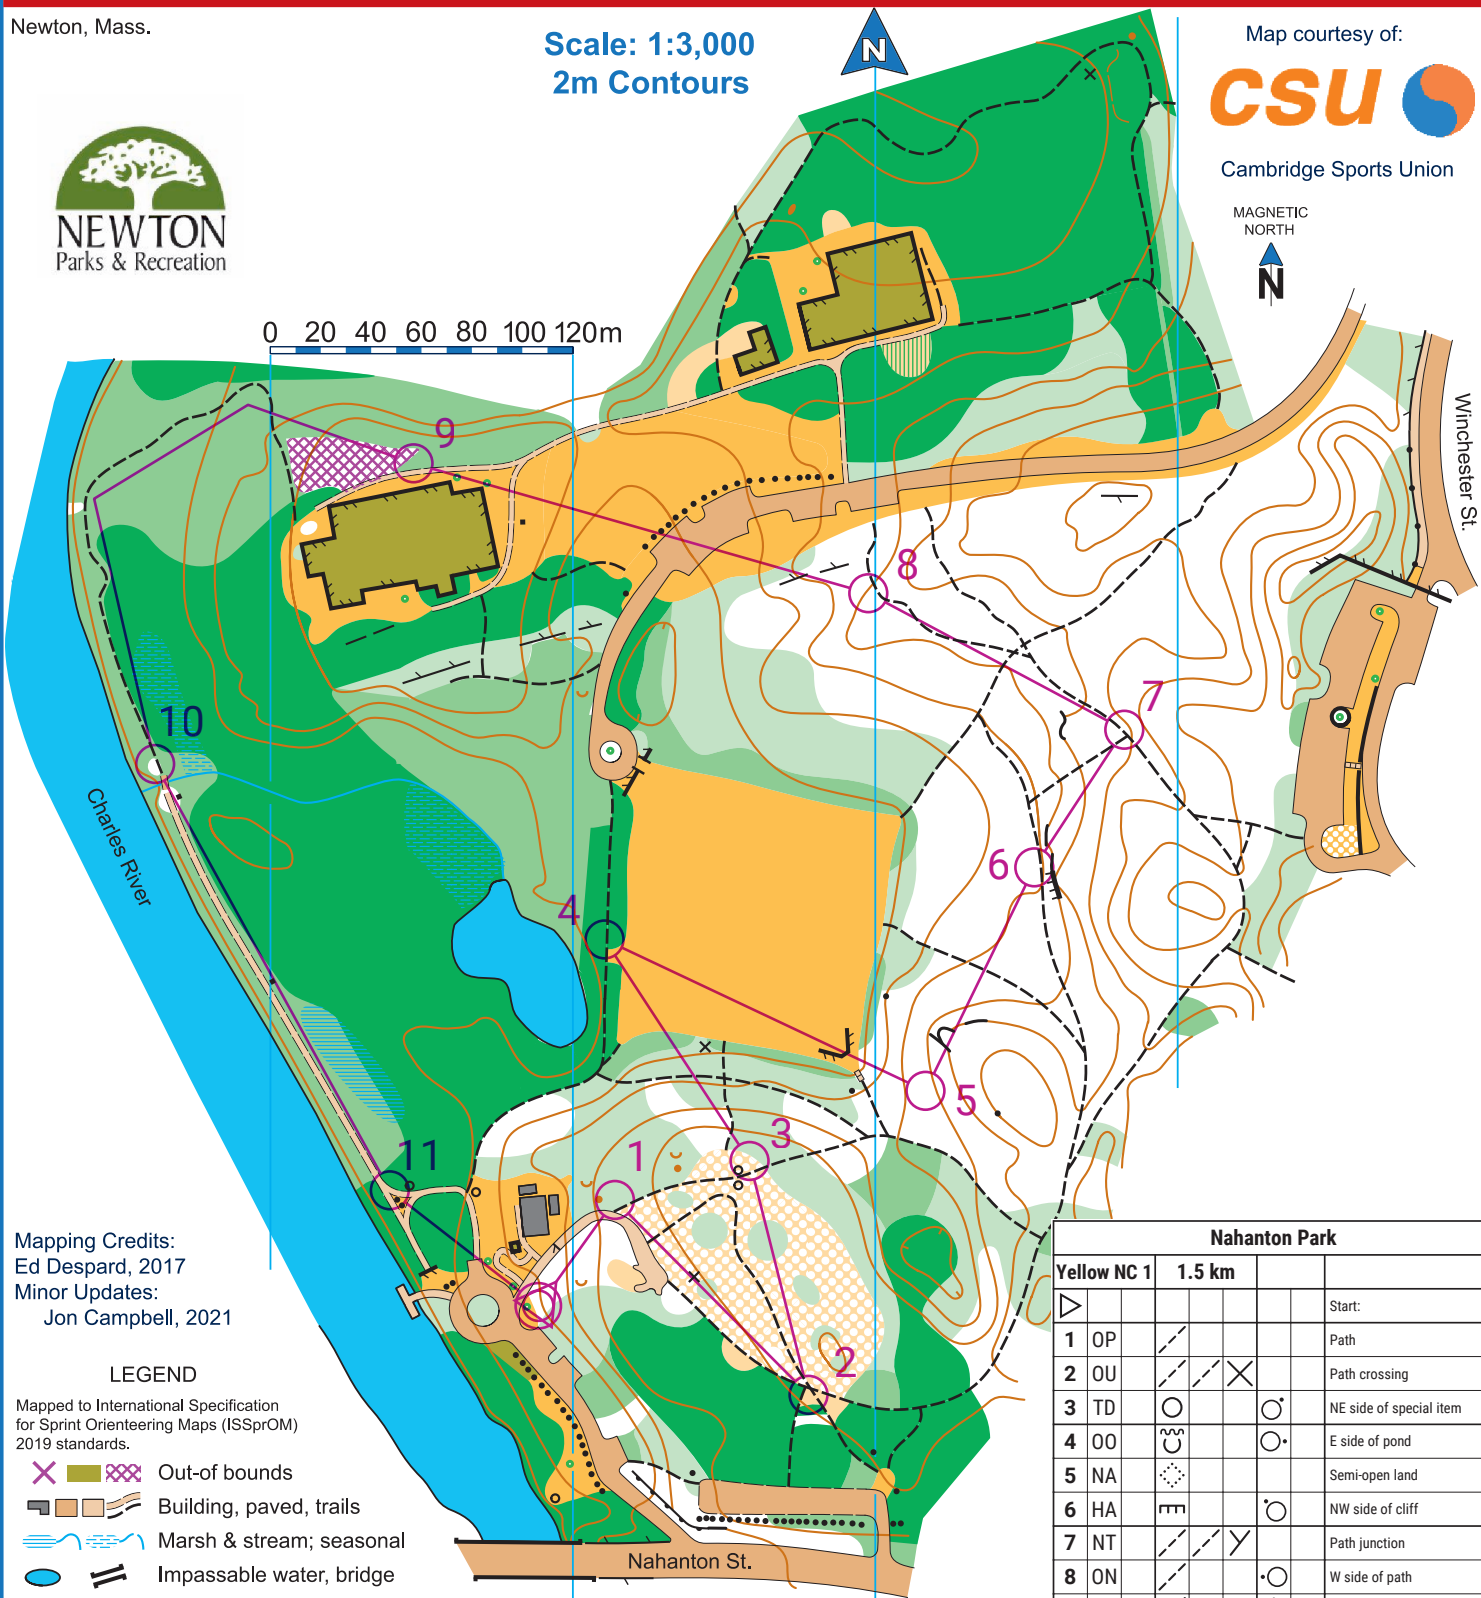 Newton, Mass.
Scale: 1:3,000
2m Contours
N
Map courtesy of:
CSU
Cambridge Sports Union
NEWTON
Parks & Recreation
MAGNETIC
NORTH
N
0 20 40 60 80 100 120m
Winchester St.
9
8
7
10
Charles River
6
4
5
3
1
11
2
Mapping Credits:
Ed Despard, 2017
Minor Updates:
Jon Campbell, 2021
LEGEND
Mapped to International Specification
for Sprint Orienteering Maps (ISSprOM)
2019 standards.
Out-of bounds
Building, paved, trails
Marsh & stream; seasonal
Impassable water, bridge
Nahanton St.
Nahanton Park
Yellow NC 1 1.5 km
Start:
1 OP Path
2 OU Path crossing
3 TD NE side of special item
4 OO E side of pond
5 NA Semi-open land
6 HA NW side of cliff
7 NT Path junction
8 ON W side of path